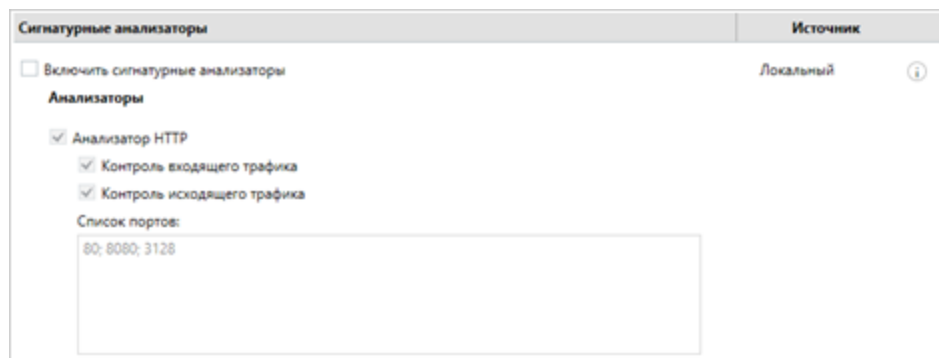 Сигнатурные анализаторы Источник
Включить сигнатурные анализаторы Локальный
Анализаторы
Анализатор HTTP
Контроль входящего трафика
Контроль исходящего трафика
Список портов:
80; 8080; 3128